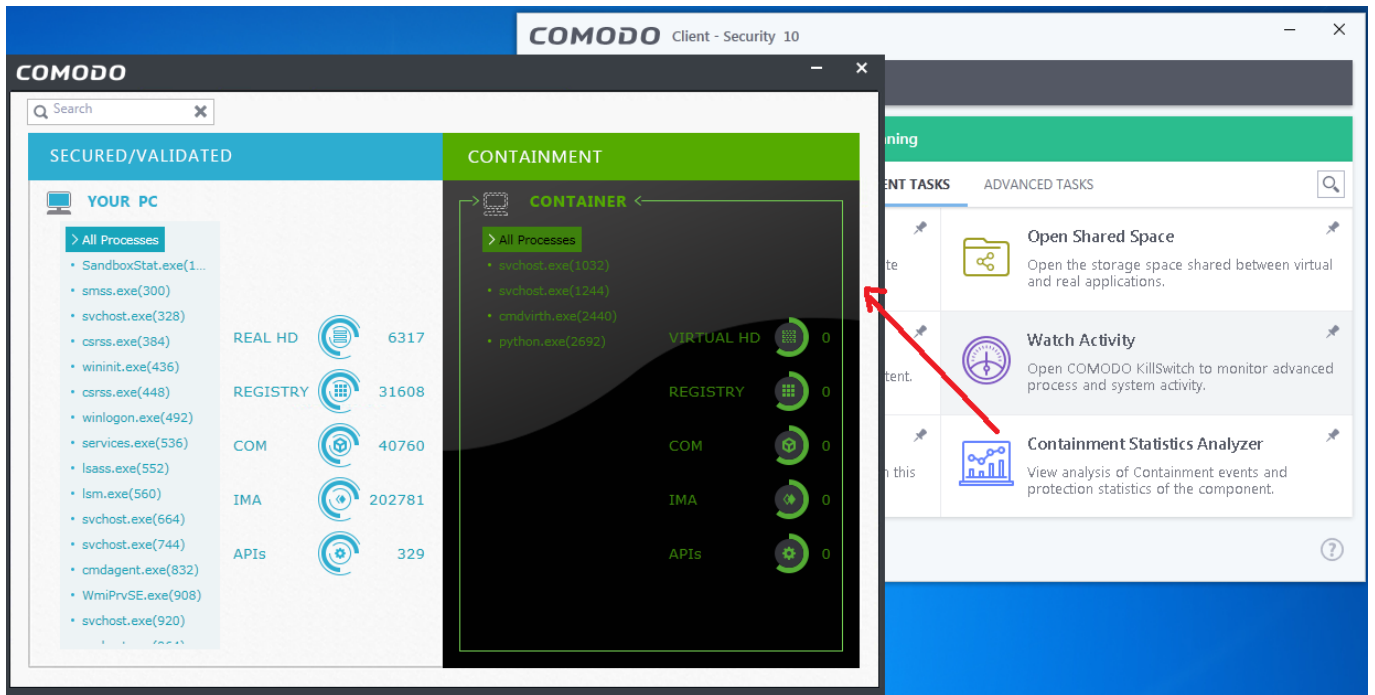 COMODO Client - Security 10
COMODO
Search
SECURED/VALIDATED
YOUR PC
All Processes
SandboxStat.exe(1...
smss.exe(300)
svchost.exe(328)
csrss.exe(384)
wininit.exe(436)
csrss.exe(448)
winlogon.exe(492)
services.exe(536)
lsass.exe(552)
lsm.exe(560)
svchost.exe(664)
svchost.exe(744)
cmdagent.exe(832)
WmiPrvSE.exe(908)
svchost.exe(920)
REAL HD 6317
REGISTRY 31608
COM 40760
IMA 202781
APIs 329
CONTAINMENT
CONTAINER
All Processes
svchost.exe(1032)
svchost.exe(1244)
cmdvirth.exe(2440)
python.exe(2692)
VIRTUAL HD 0
REGISTRY 0
COM 0
IMA 0
APIs 0
ning
ENT TASKS ADVANCED TASKS
te
tent.
this
Open Shared Space
Open the storage space shared between virtual
and real applications.
Watch Activity
Open COMODO KillSwitch to monitor advanced
process and system activity.
Containment Statistics Analyzer
View analysis of Containment events and
protection statistics of the component.
?